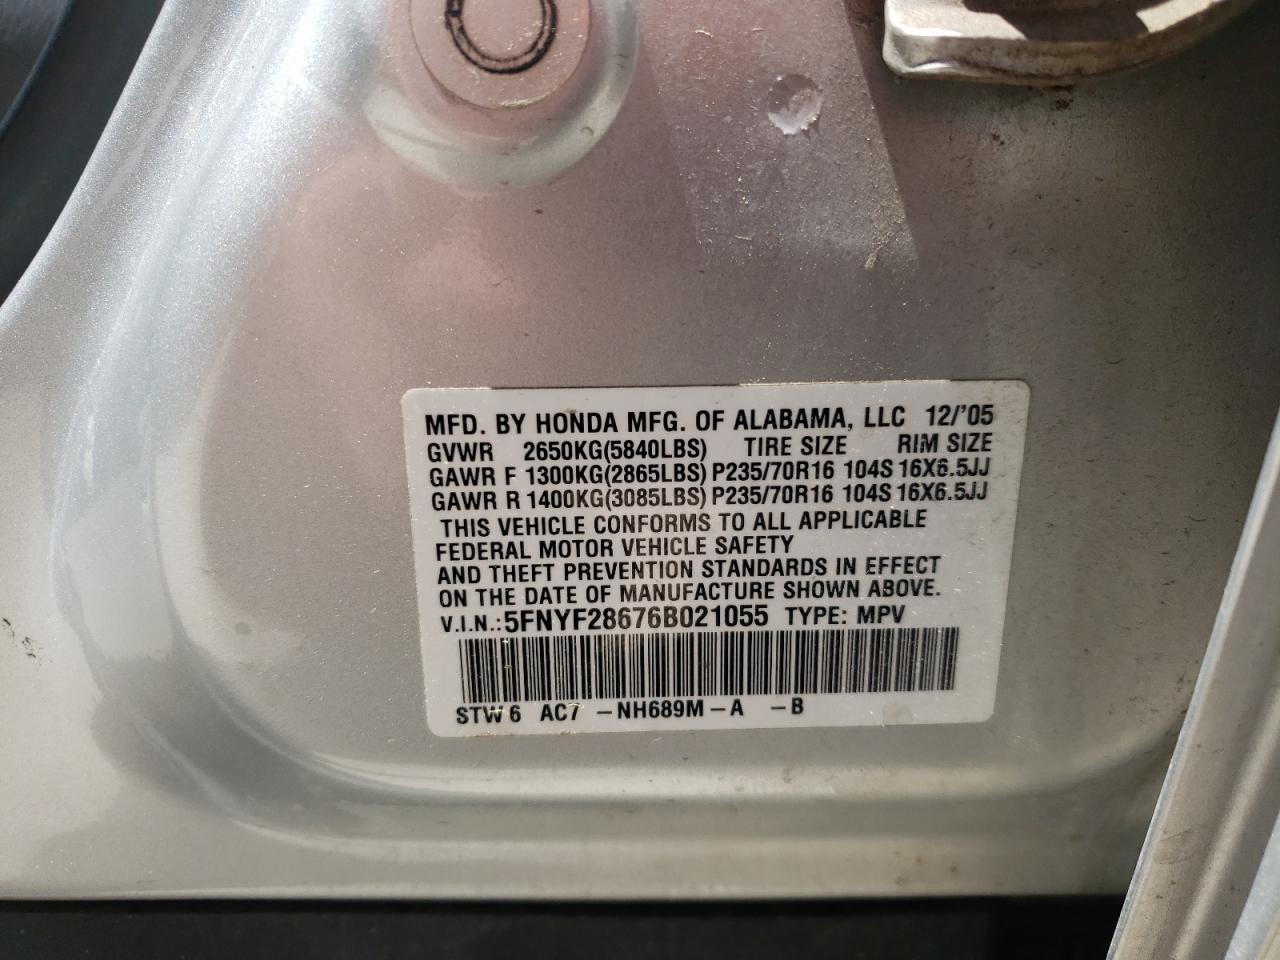 MFD. BY HONDA MFG. OF ALABAMA, LLC 12/'05
GVWR 2650KG(5840LBS) TIRE SIZE RIM SIZE
GAWR F 1300KG(2865LBS) P235/70R16 104S 16X6.5JJ
GAWR R 1400KG(3085LBS) P235/70R16 104S 16X6.5JJ
THIS VEHICLE CONFORMS TO ALL APPLICABLE
FEDERAL MOTOR VEHICLE SAFETY
AND THEFT PREVENTION STANDARDS IN EFFECT
ON THE DATE OF MANUFACTURE SHOWN ABOVE.
V.I.N.: 5FNYF28676B021055 TYPE: MPV
STW6 AC7 -NH689M-A -B